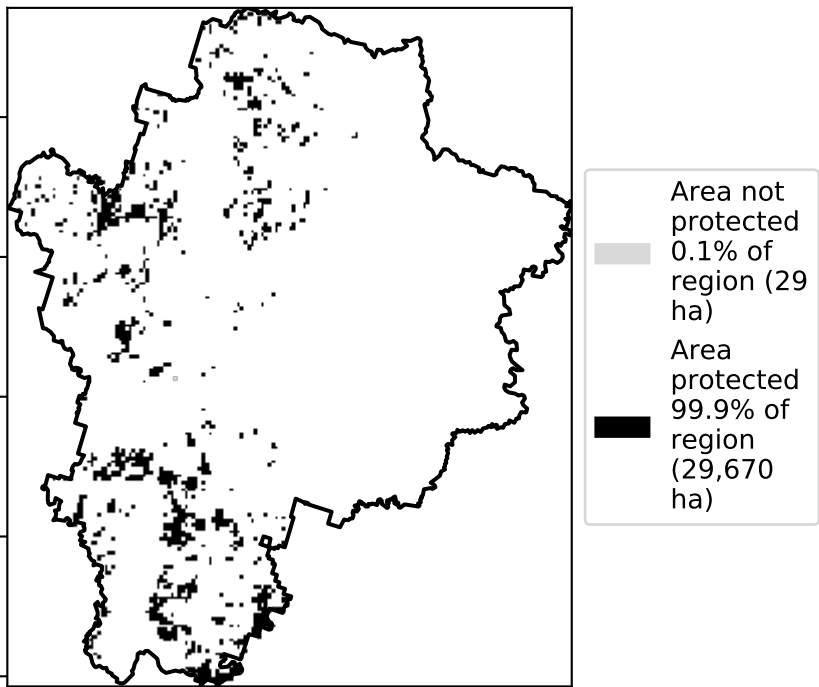 Area not
protected
0.1% of
region (29
ha)
Area
protected
99.9% of
region
(29,670
ha)